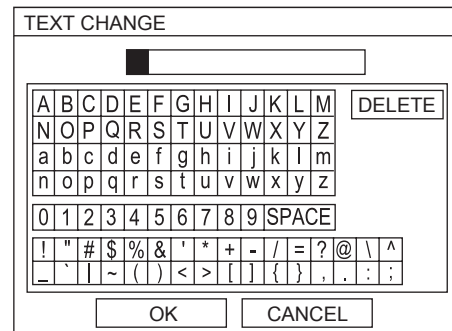 TEXT CHANGE
A B C D E F G H I J K L M DELETE
N O P Q R S T U V W X Y Z
a b c d e f g h i j k l m
n o p q r s t u v w x y z
0 1 2 3 4 5 6 7 8 9 SPACE
! " # $ % & ' * + - / = ? @ \ ^
_ ` | ~ ( ) < > [ ] { } , . : ;
OK CANCEL